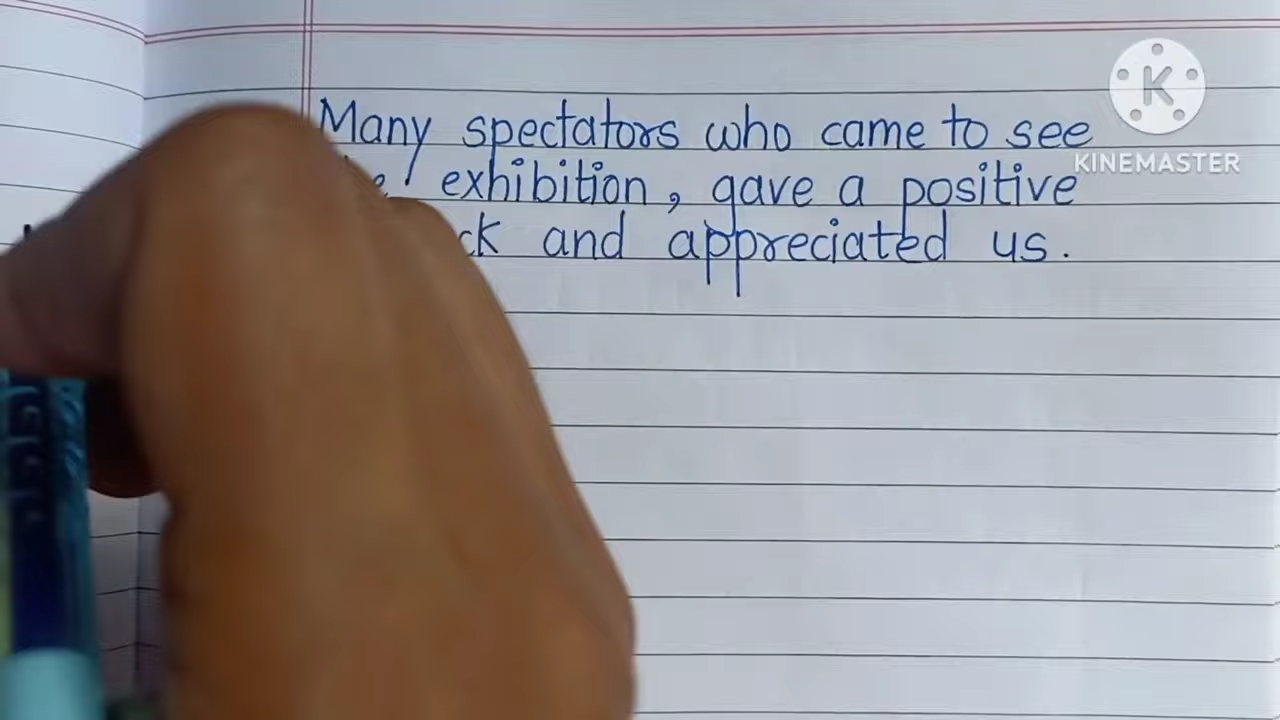 Many spectators who came to see
exhibition, gave a positive
and appreciated us.
K
KINEMASTER